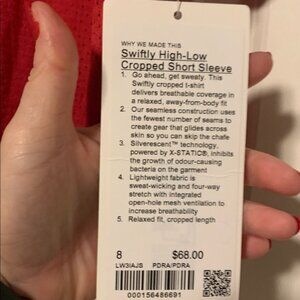 WHY WE MADE THIS
Swiftly High-Low
Cropped Short Sleeve
1. Go ahead, get sweaty. This
Swiftly cropped t-shirt
delivers breathable coverage in
a relaxed, away-from-body fit
2. Our seamless construction uses
the fewest number of seams to
create gear that glides across
skin so you can skip the chafe
3. Silverescent™ technology,
powered by X-STATIC®, inhibits
the growth of odour-causing
bacteria on the garment
4. Lightweight fabric is
sweat-wicking and four-way
stretch with integrated
open-hole mesh ventilation to
increase breathability
5. Relaxed fit, cropped length
8 $68.00
LW3IAJS PDRA/PDRA
000156486691